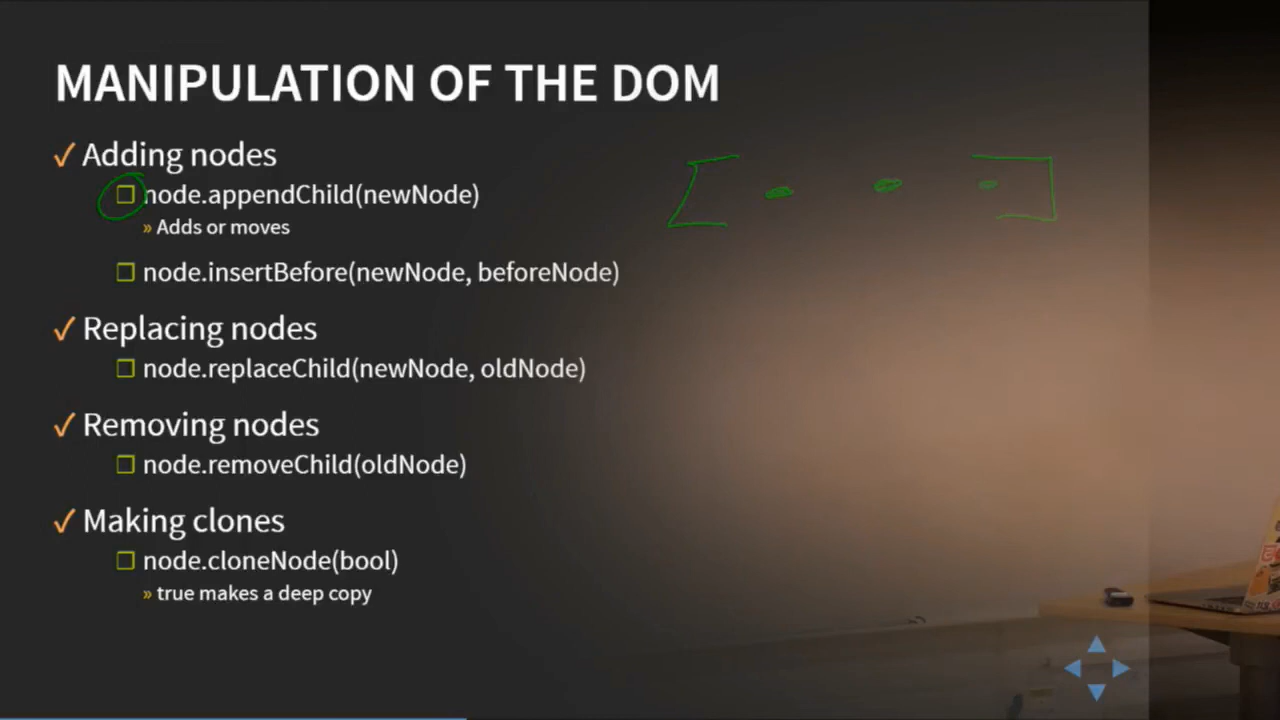 MANIPULATION OF THE DOM
✓ Adding nodes
❐ node.appendChild(newNode)
» Adds or moves
❐ node.insertBefore(newNode, beforeNode)
✓ Replacing nodes
❐ node.replaceChild(newNode, oldNode)
✓ Removing nodes
❐ node.removeChild(oldNode)
✓ Making clones
❐ node.cloneNode(bool)
» true makes a deep copy